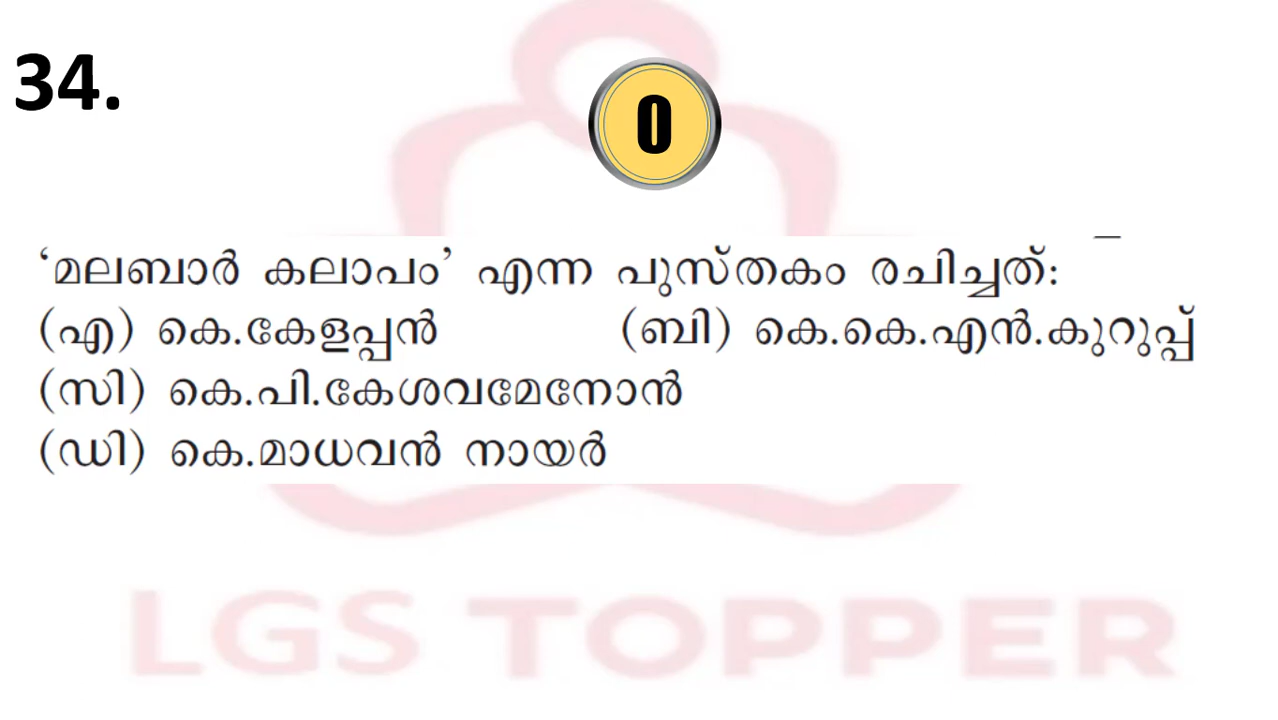 34.
0
‘മലബാർ കലാപം’ എന്ന പുസ്തകം രചിച്ചത്:
(എ) കെ.കേളപ്പൻ (ബി) കെ.കെ.എൻ.കുറുപ്പ്
(സി) കെ.പി.കേശവമേനോൻ
(ഡി) കെ.മാധവൻ നായർ
LGS TOPPER